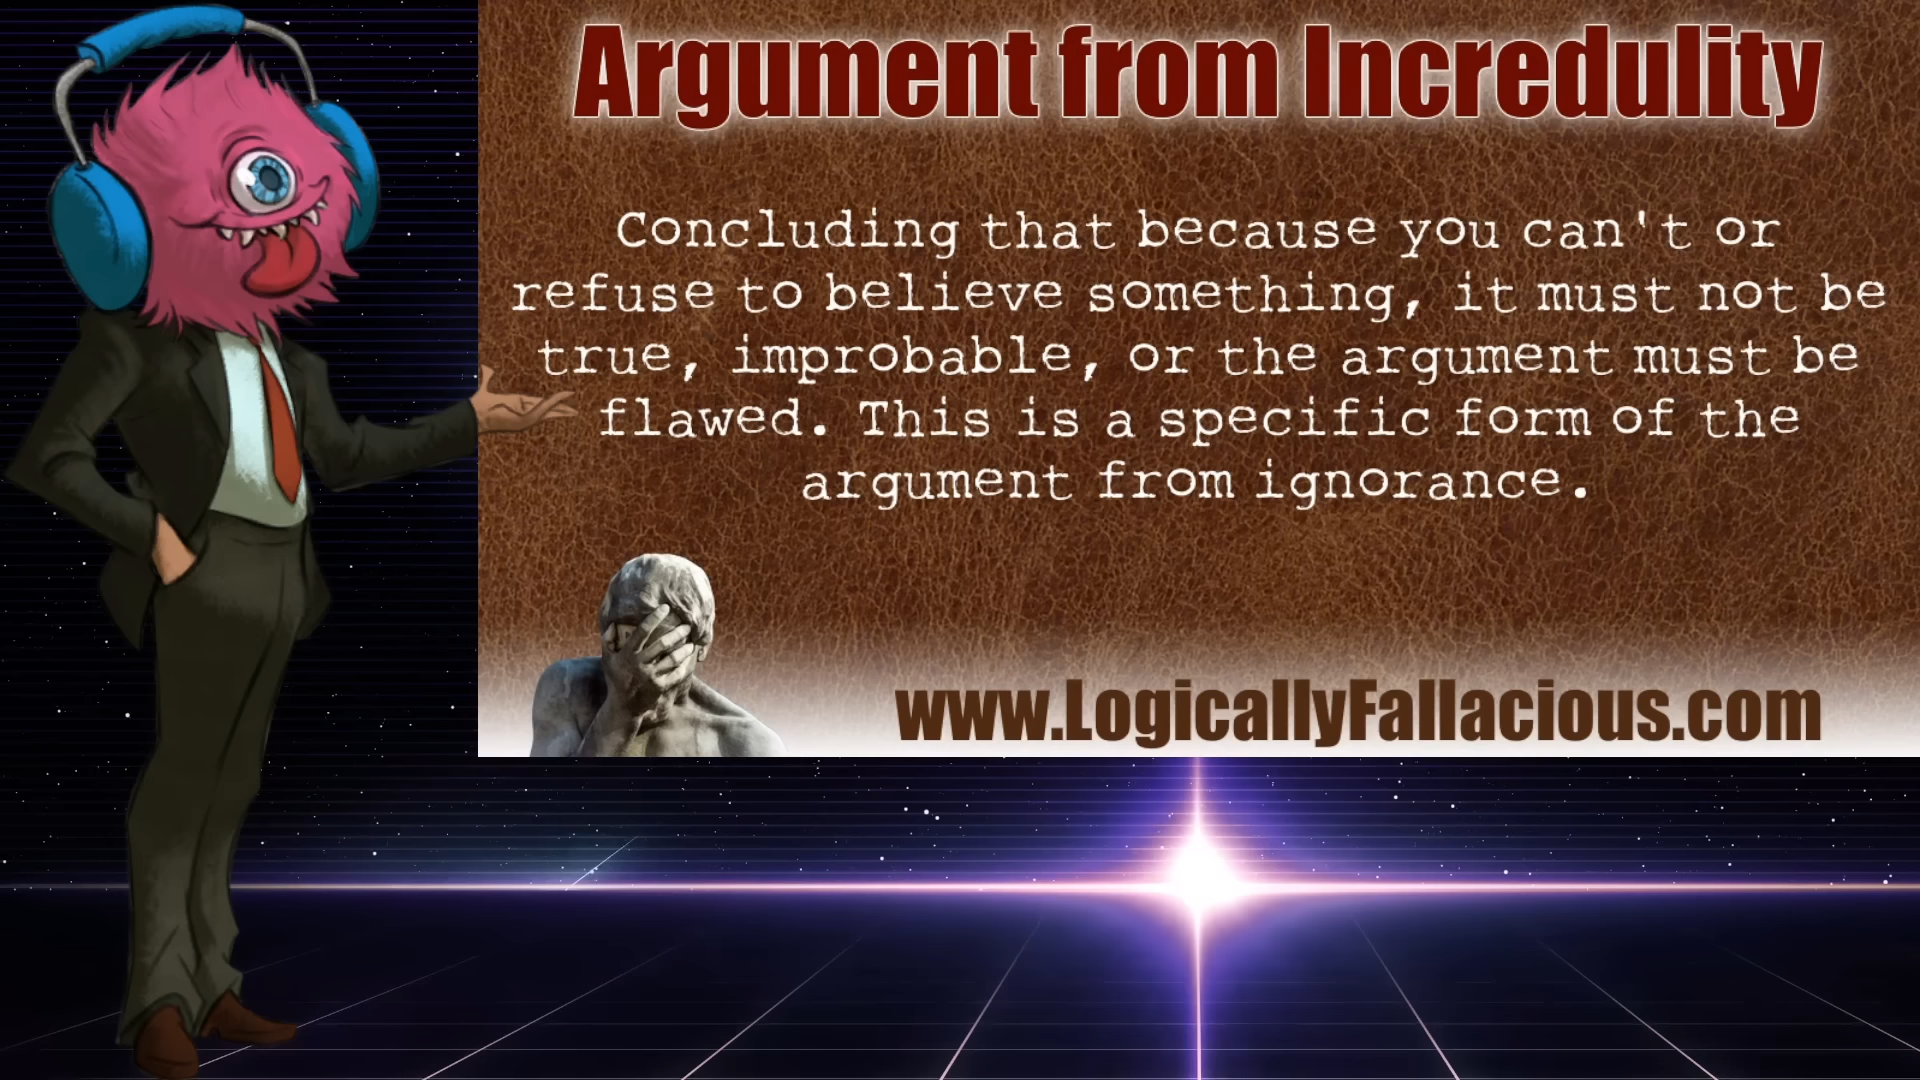 Argument from Incredulity
Concluding that because you can't or
refuse to believe something, it must not be
true, improbable, or the argument must be
flawed. This is a specific form of the
argument from ignorance.
www.LogicallyFallacious.com